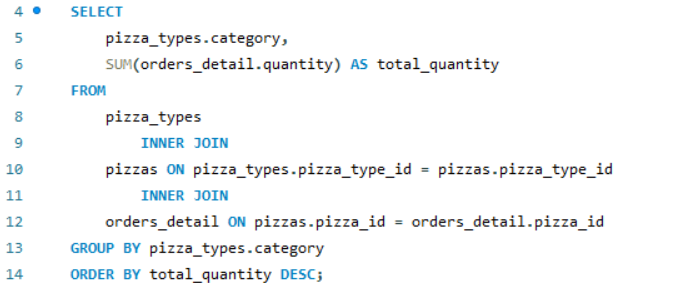 4 SELECT
5 pizza_types.category,
6 SUM(orders_detail.quantity) AS total_quantity
7 FROM
8 pizza_types
9 INNER JOIN
10 pizzas ON pizza_types.pizza_type_id = pizzas.pizza_type_id
11 INNER JOIN
12 orders_detail ON pizzas.pizza_id = orders_detail.pizza_id
13 GROUP BY pizza_types.category
14 ORDER BY total_quantity DESC;